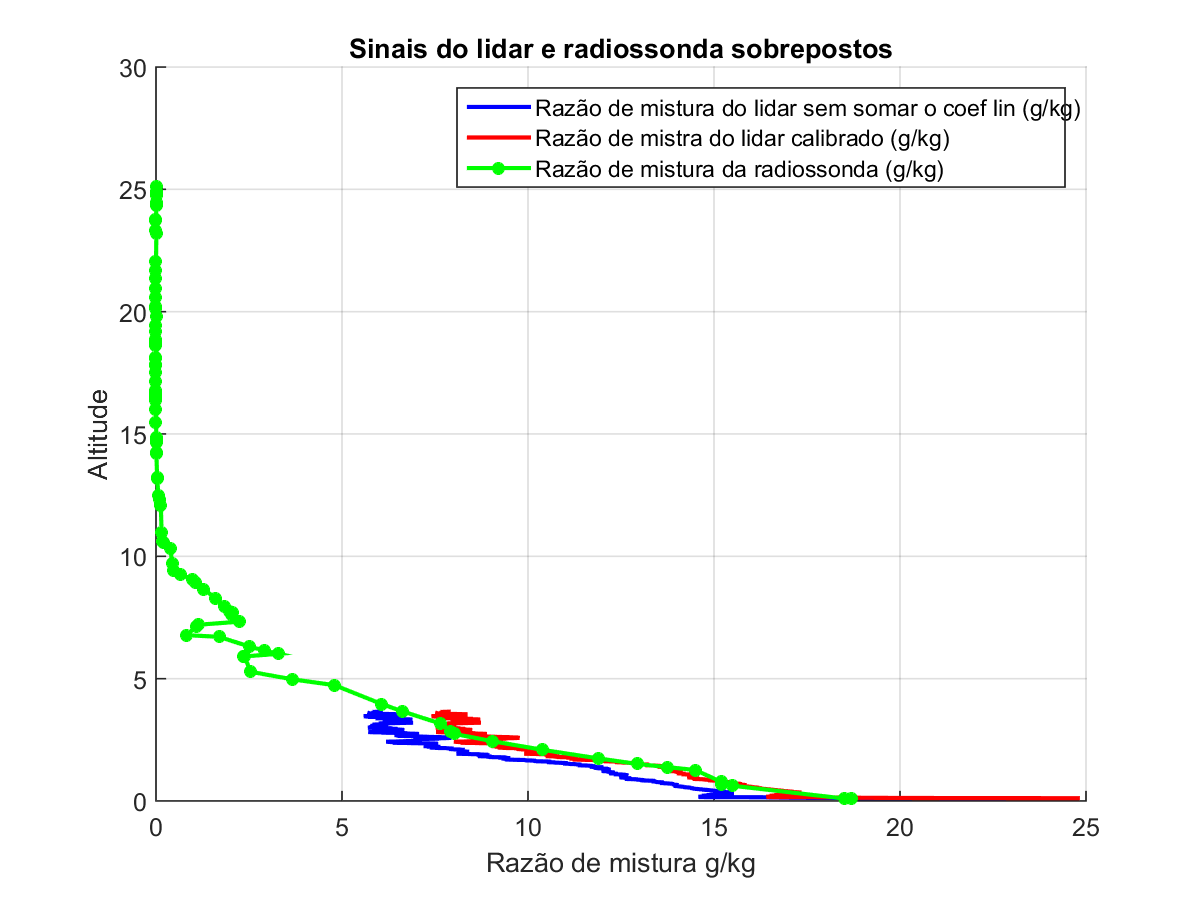 Sinais do lidar e radiossonda sobrepostos
30
Razão de mistura do lidar sem somar o coef lin (g/kg)
Razão de mistra do lidar calibrado (g/kg)
Razão de mistura da radiossonda (g/kg)
25
20
15
Altitude
10
5
0
0 5 10 15 20 25
Razão de mistura g/kg